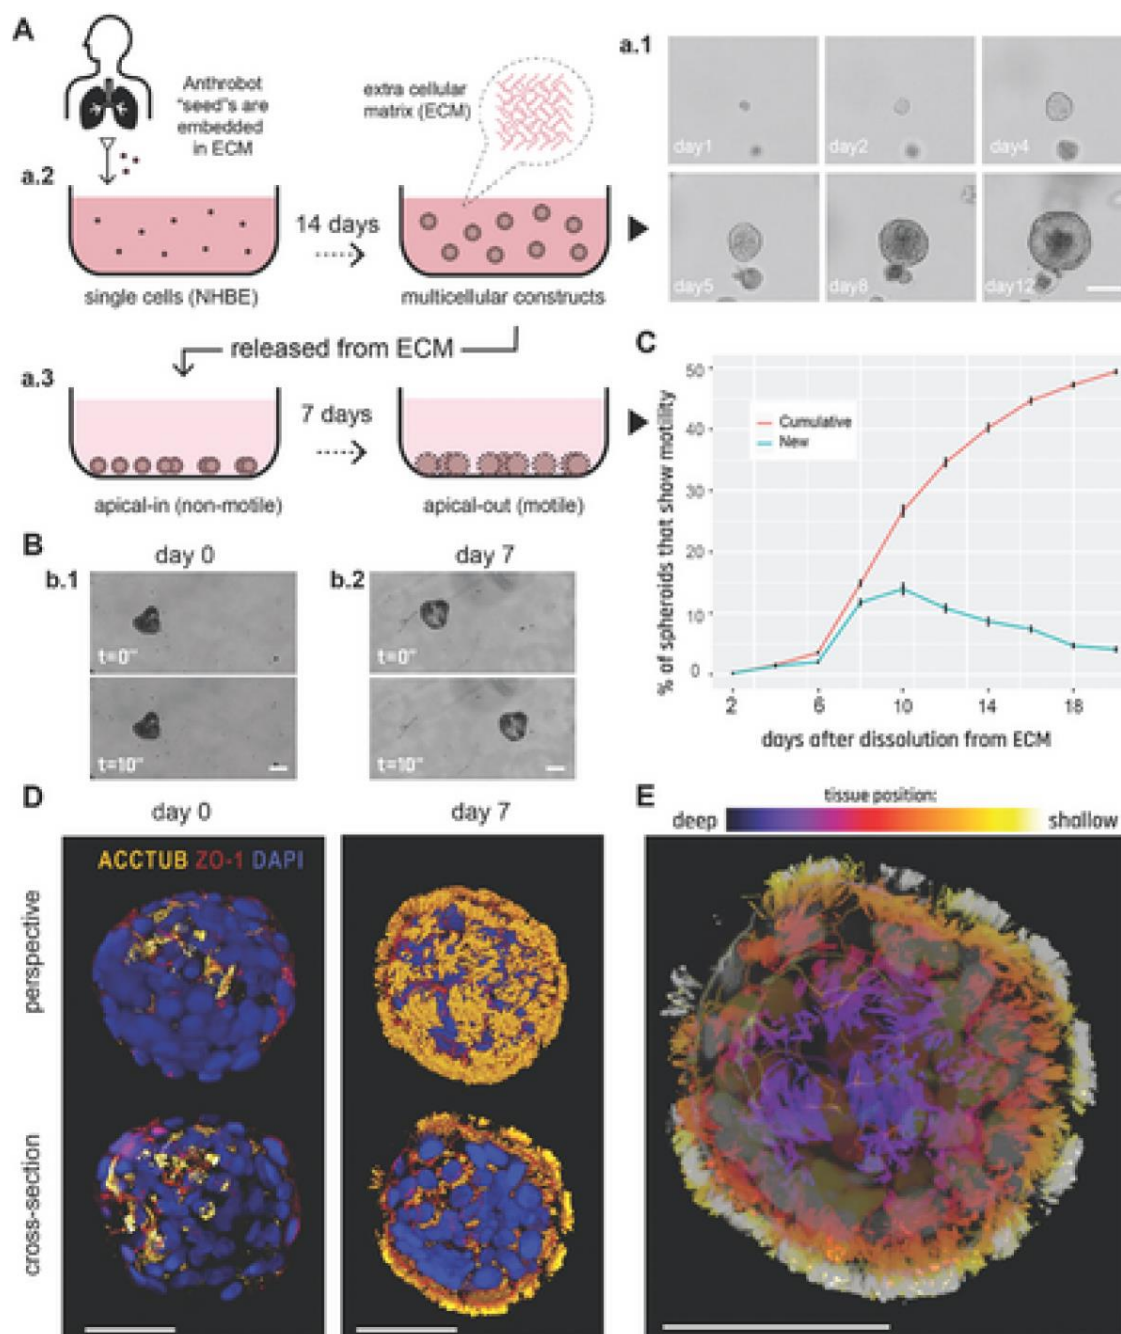 A
Anthrobot
"seed"s are
embedded
in ECM
extra cellular
matrix (ECM)
a.1
day1
day2
day4
day5
day8
day12
a.2
14 days
single cells (NHBE)
multicellular constructs
released from ECM
a.3
7 days
apical-in (non-motile)
apical-out (motile)
B
day 0
day 7
b.1
t=0"
t=10"
b.2
t=0"
t=10"
C
% of spheroids that show motility
50
40
30
20
10
0
Cumulative
New
2
6
10
14
18
days after dissolution from ECM
D
day 0
day 7
ACCTUB ZO-1 DAPI
perspective
cross-section
E
tissue position:
deep
shallow